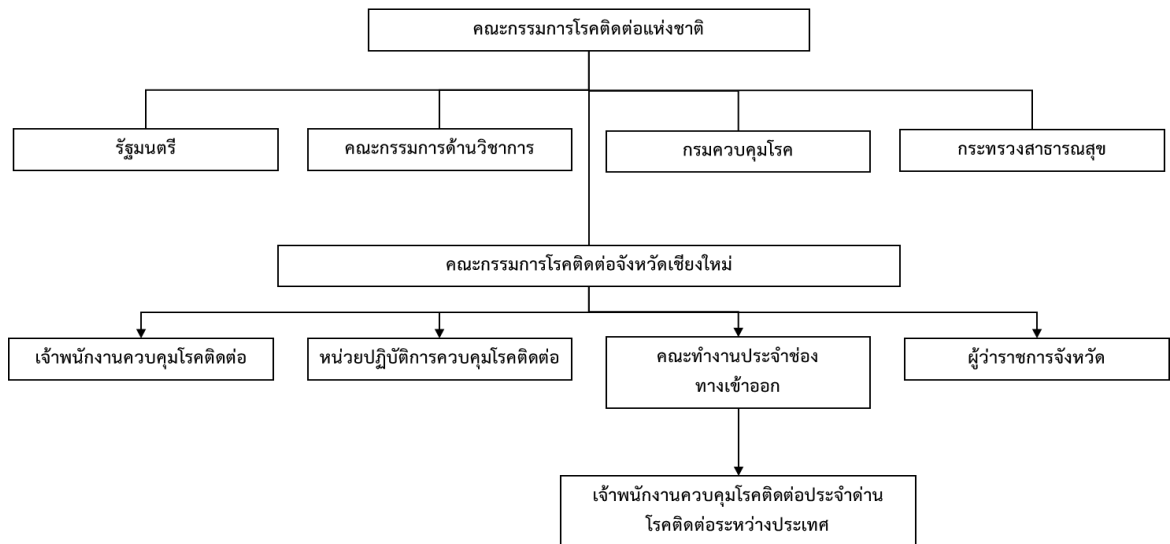 คณะกรรมการโรคติดต่อแห่งชาติ
รัฐมนตรี
คณะกรรมการด้านวิชาการ
กรมควบคุมโรค
กระทรวงสาธารณสุข
คณะกรรมการโรคติดต่อจังหวัดเชียงใหม่
เจ้าพนักงานควบคุมโรคติดต่อ
หน่วยปฏิบัติการควบคุมโรคติดต่อ
คณะทำงานประจำช่อง
ทางเข้าออก
ผู้ว่าราชการจังหวัด
เจ้าพนักงานควบคุมโรคติดต่อประจำด่าน
โรคติดต่อระหว่างประเทศ